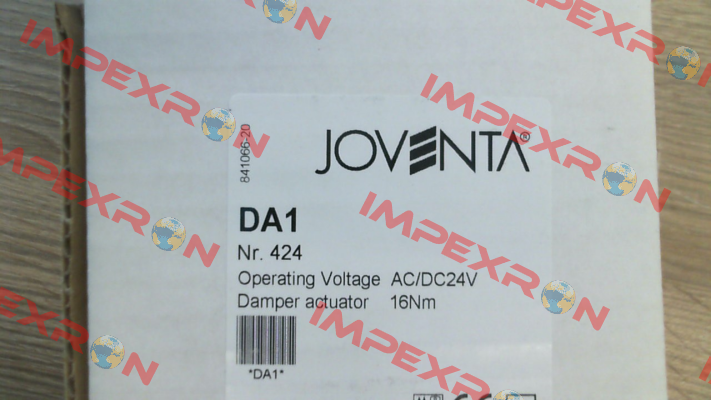 841066-20
JOVENTA®
DA1
Nr. 424
Operating Voltage AC/DC24V
Damper actuator 16Nm
*DA1*
CE
IMPEXRON
IMPEXRON
IMPEXRON
IMPEXRON
IMPEXRON
IMPEXRON
IMPEXRON